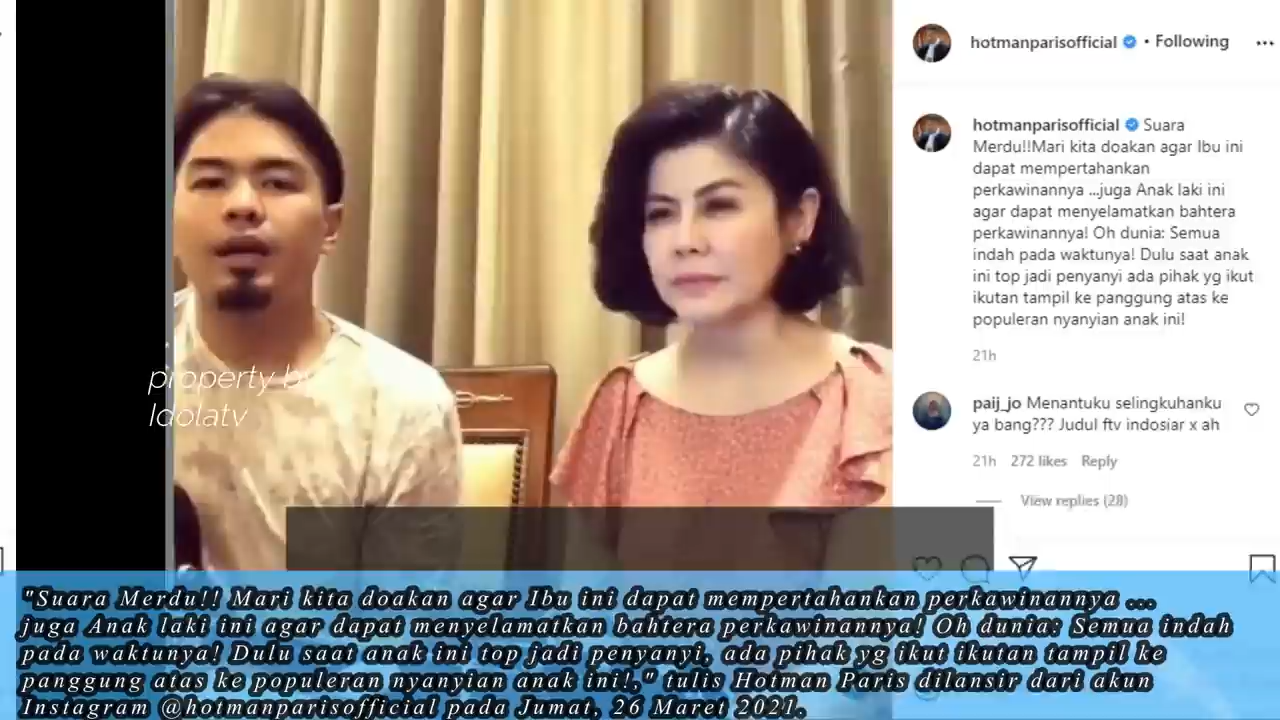 hotmanparisofficial • Following
hotmanparisofficial Suara
Merdu!!Mari kita doakan agar Ibu ini
dapat mempertahankan
perkawinannya ...juga Anak laki ini
agar dapat menyelamatkan bahtera
perkawinannya! Oh dunia: Semua
indah pada waktunya! Dulu saat anak
ini top jadi penyanyi ada pihak yg ikut
ikutan tampil ke panggung atas ke
populeran nyanyian anak ini!
21h
paij_jo Menantuku selingkuhanku
ya bang??? Judul ftv indosiar x ah
21h 272 likes Reply
View replies (28)
property by
Idolatv
"Suara Merdu!! Mari kita doakan agar Ibu ini dapat mempertahankan perkawinannya ...
juga Anak laki ini agar dapat menyelamatkan bahtera perkawinannya! Oh dunia: Semua indah
pada waktunya! Dulu saat anak ini top jadi penyanyi, ada pihak yg ikut ikutan tampil ke
panggung atas ke populeran nyanyian anak ini!," tulis Hotman Paris dilansir dari akun
Instagram @hotmanparisofficial pada Jumat, 26 Maret 2021.